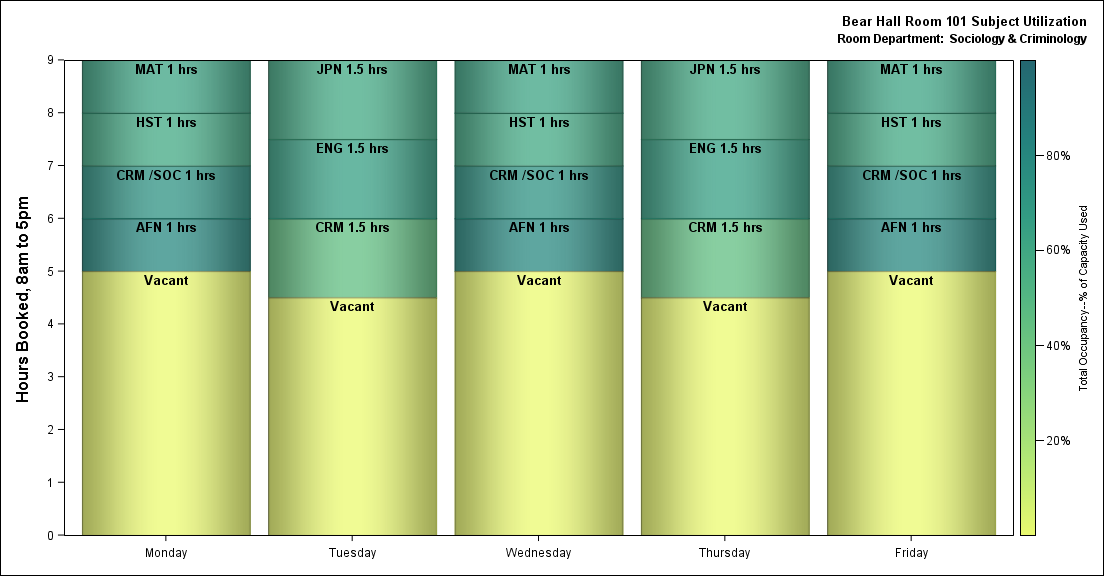 Bear Hall Room 101 Subject Utilization
Room Department: Sociology & Criminology
Hours Booked, 8am to 5pm
9
8
7
6
5
4
3
2
1
0
MAT 1 hrs
HST 1 hrs
CRM /SOC 1 hrs
AFN 1 hrs
Vacant
JPN 1.5 hrs
ENG 1.5 hrs
CRM 1.5 hrs
Vacant
MAT 1 hrs
HST 1 hrs
CRM /SOC 1 hrs
AFN 1 hrs
Vacant
JPN 1.5 hrs
ENG 1.5 hrs
CRM 1.5 hrs
Vacant
MAT 1 hrs
HST 1 hrs
CRM /SOC 1 hrs
AFN 1 hrs
Vacant
Monday
Tuesday
Wednesday
Thursday
Friday
80%
60%
40%
20%
Total Occupancy--% of Capacity Used